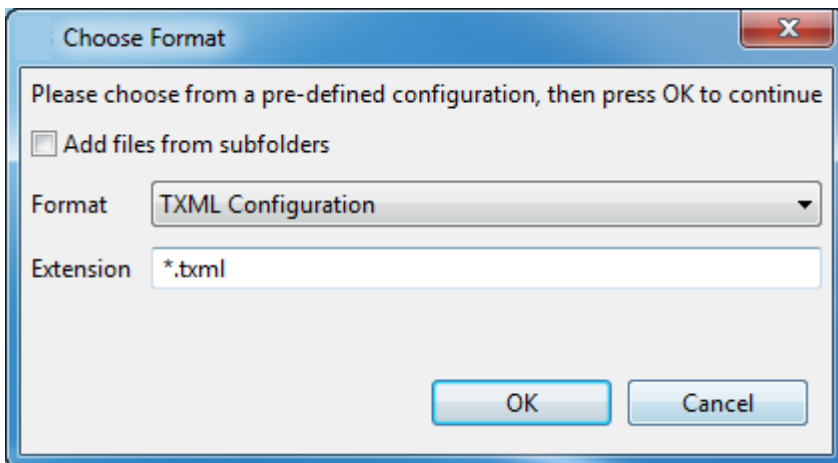 Choose Format
Please choose from a pre-defined configuration, then press OK to continue
Add files from subfolders
Format TXML Configuration
Extension *.txml
OK Cancel